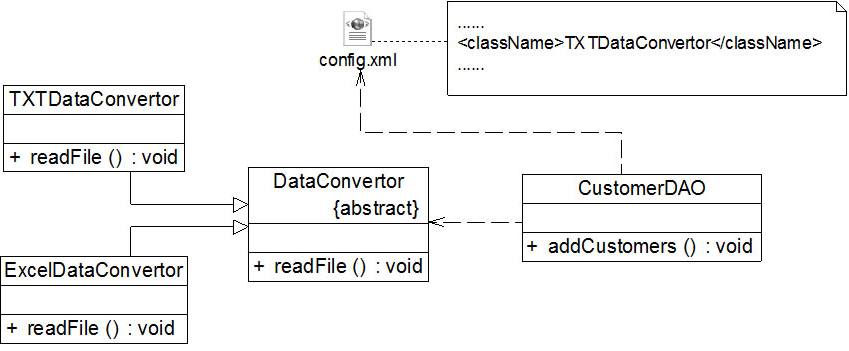 ......
<className>TXTDataConvertor</className>
......
config.xml
TXTDataConvertor
+ readFile () : void
DataConvertor
{abstract}
+ readFile () : void
CustomerDAO
+ addCustomers () : void
ExcelDataConvertor
+ readFile () : void